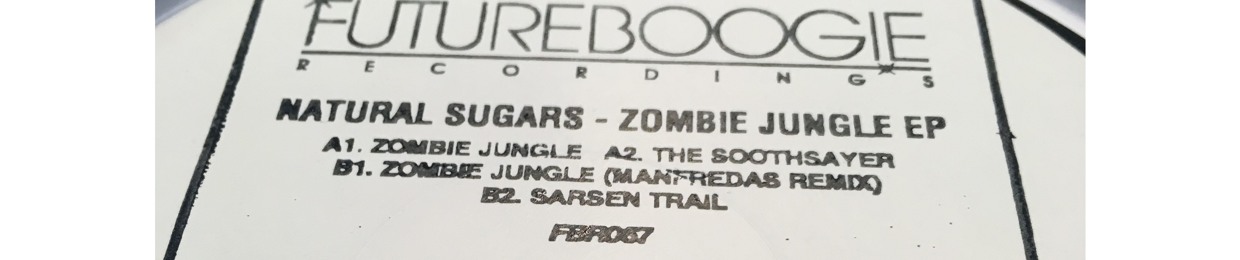 FUTUREBOOGIE
RECORDINGS
NATURAL SUGARS - ZOMBIE JUNGLE EP
A1. ZOMBIE JUNGLE A2. THE SOOTHSAYER
B1. ZOMBIE JUNGLE (MANFREDAS REMIX)
B2. SARSEN TRAIL
FBR067